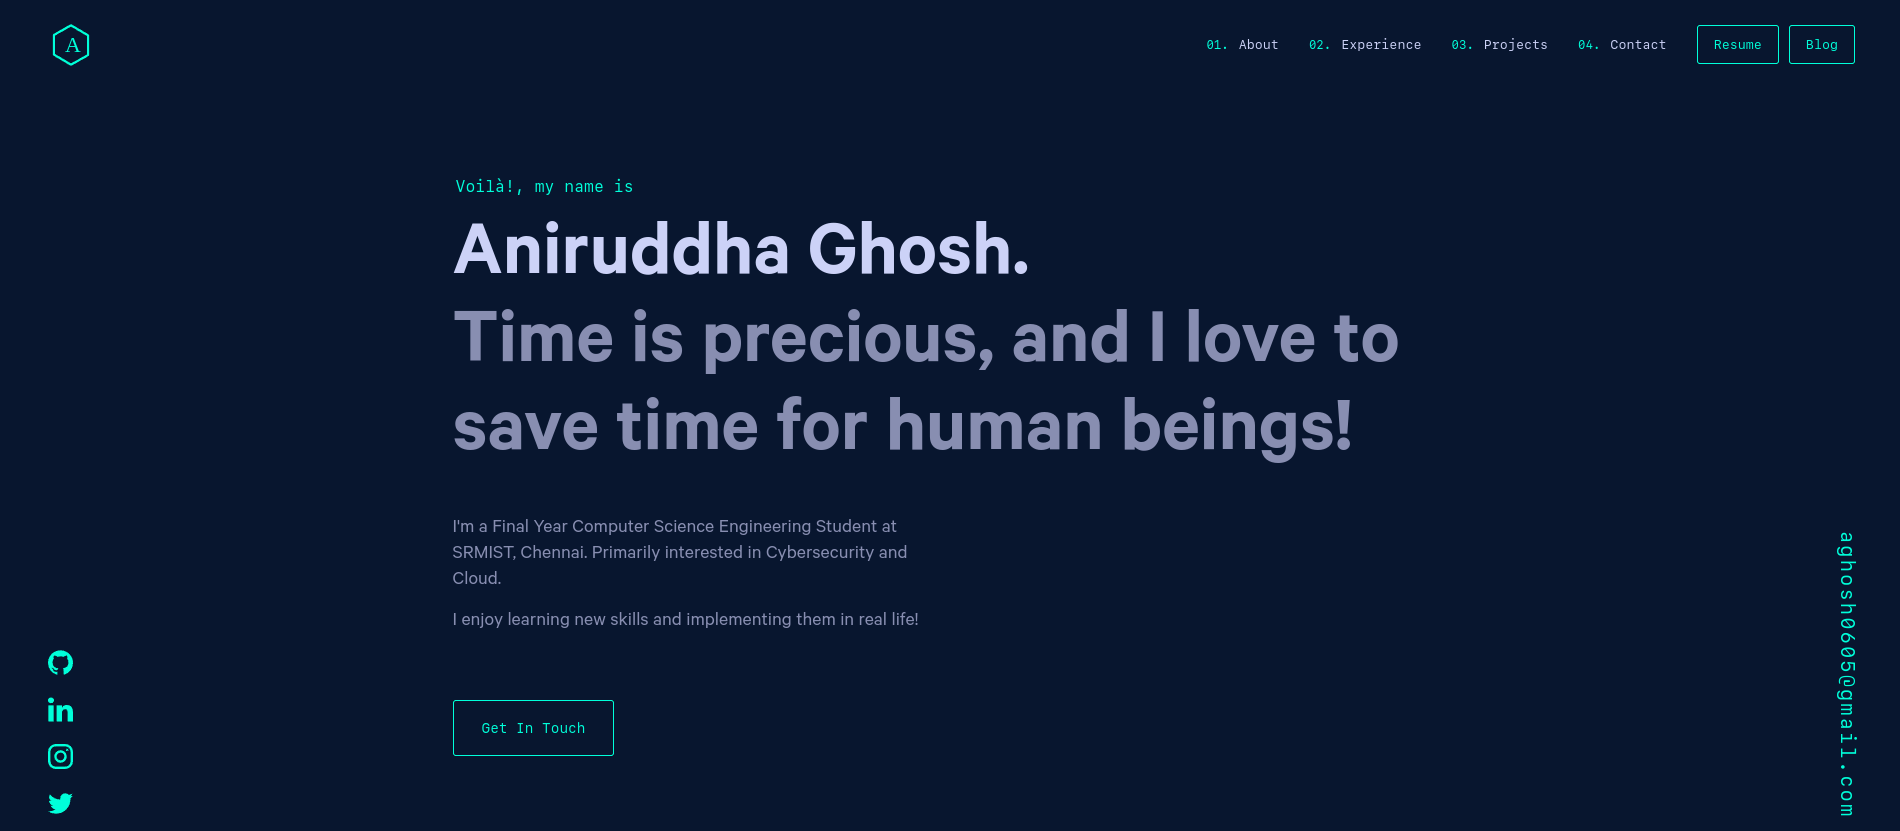 A
01. About 02. Experience 03. Projects 04. Contact Resume Blog
Voilà!, my name is
Aniruddha Ghosh.
Time is precious, and I love to
save time for human beings!
I'm a Final Year Computer Science Engineering Student at
SRMIST, Chennai. Primarily interested in Cybersecurity and
Cloud.
I enjoy learning new skills and implementing them in real life!
Get In Touch
aghosh0605@gmail.com